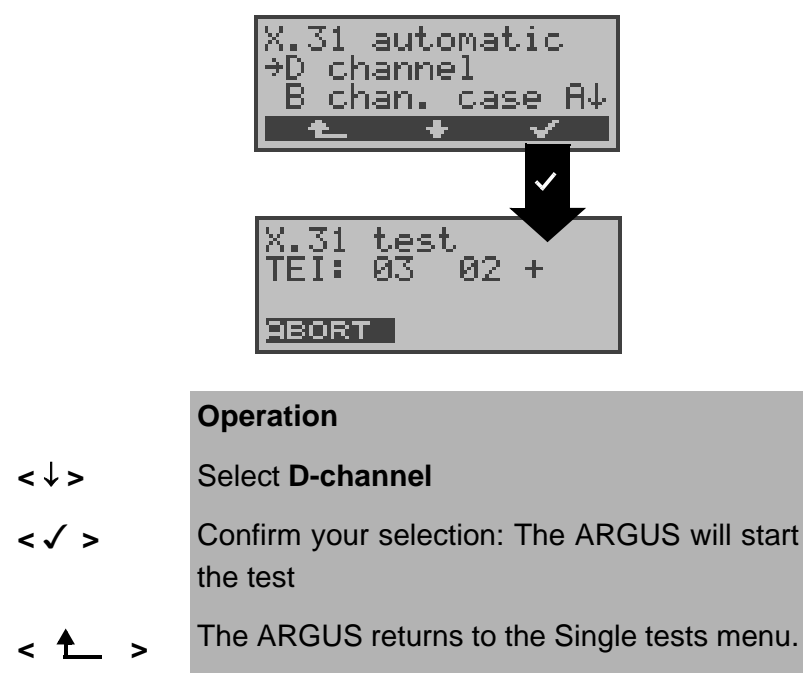 X.31 automatic
→D channel
B chan. case A↓
X.31 test
TEI: 03 02 +
ABORT
Operation
<↓> Select D-channel
<✓> Confirm your selection: The ARGUS will start
the test
< > The ARGUS returns to the Single tests menu.